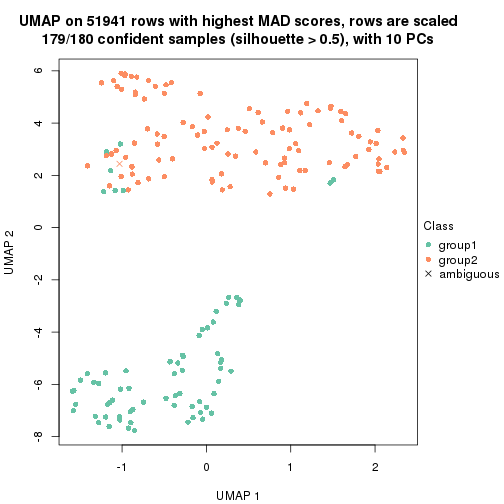 UMAP on 51941 rows with highest MAD scores, rows are scaled
179/180 confident samples (silhouette > 0.5), with 10 PCs
6
4
2
0
-2
-4
-6
-8
UMAP 2
-1
0
1
2
UMAP 1
Class
group1
group2
ambiguous